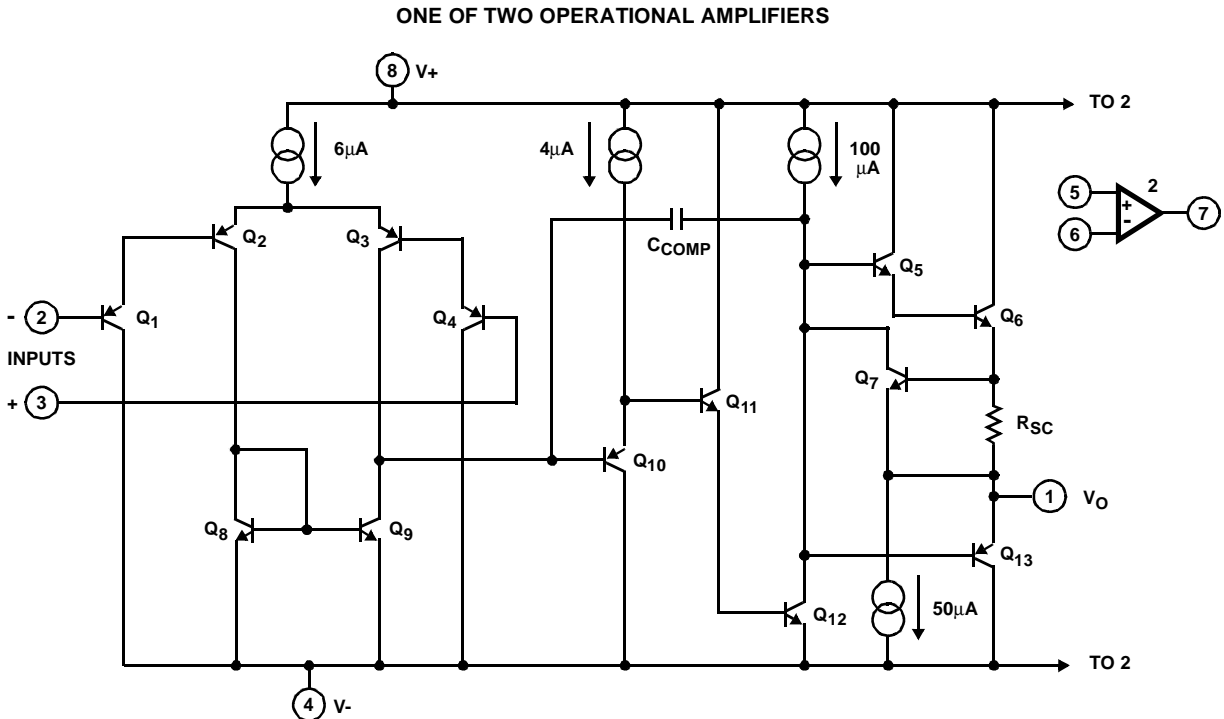 ONE OF TWO OPERATIONAL AMPLIFIERS
8 V+
TO 2
6μA
4μA
100 μA
5
6
+
-
2
7
CCOMP
Q2
Q3
Q5
- 2
Q1
Q4
Q6
INPUTS
+ 3
Q7
Q11
RSC
Q10
1 VO
Q8
Q9
Q13
Q12
50μA
TO 2
4 V-